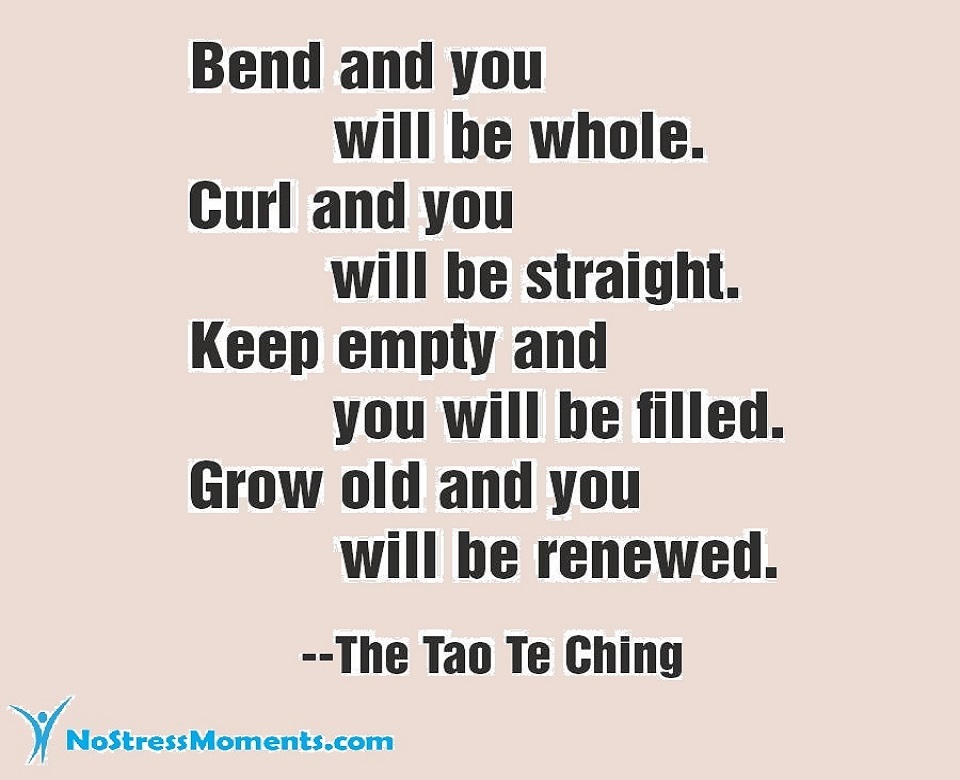 Bend and you
will be whole.
Curl and you
will be straight.
Keep empty and
you will be filled.
Grow old and you
will be renewed.
--The Tao Te Ching
NoStressMoments.com